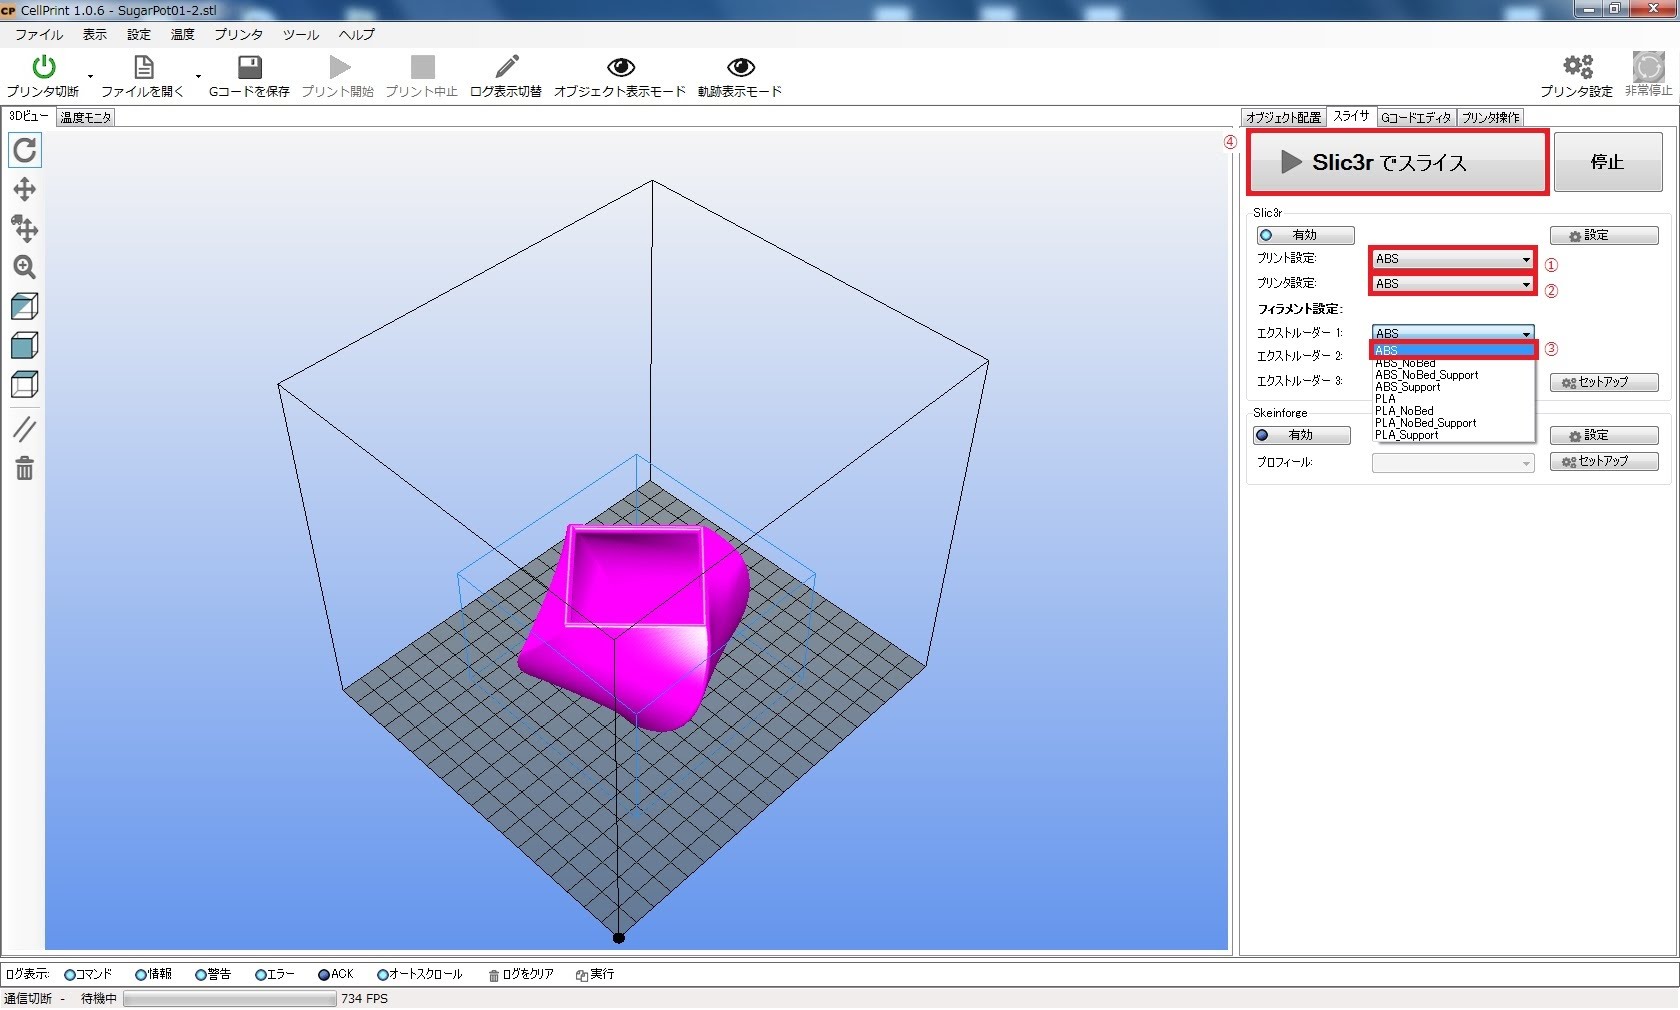 CP CellPrint 1.0.6 - SugarPot01-2.stl
ファイル 表示 設定 温度 プリンタ ツール ヘルプ
プリンタ切断 ファイルを開く Gコードを保存 プリント開始 プリント中止 ログ表示切替 オブジェクト表示モード 軌跡表示モード プリンタ設定 非常停止
3Dビュー 温度モニタ
オブジェクト配置 スライサ Gコードエディタ プリンタ操作
④ Slic3r でスライス 停止
Slic3r
有効 設定
プリント設定: ABS ①
プリンタ設定: ABS ②
フィラメント設定:
エクストルーダー 1: ABS
エクストルーダー 2:
エクストルーダー 3: セットアップ
ABS ③
ABS_NoBed
ABS_NoBed_Support
ABS_Support
PLA
PLA_NoBed
PLA_NoBed_Support
PLA_Support
Skeinforge
有効 設定
プロフィール: セットアップ
ログ表示: コマンド 情報 警告 エラー ACK オートスクロール ログをクリア 実行
通信切断 - 待機中 734 FPS